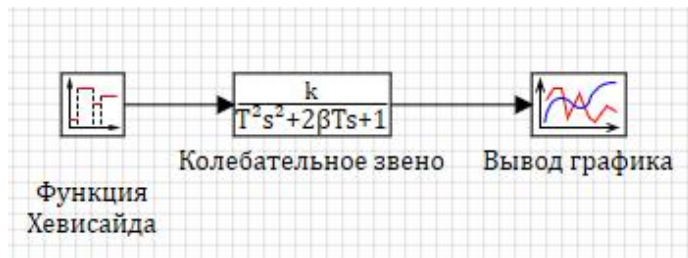 k
T²s²+2βTs+1
Колебательное звено
Вывод графика
Функция
Хевисайда